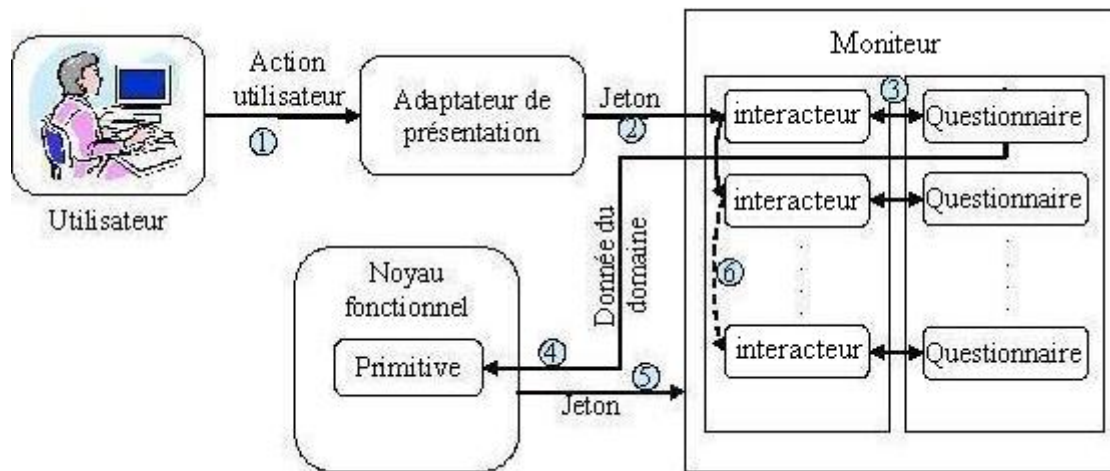 Utilisateur
Action
utilisateur
1
Adaptateur de
présentation
Jeton
2
Moniteur
interacteur
3
Questionnaire
interacteur
Questionnaire
6
interacteur
Questionnaire
Donnée du
domaine
Noyau
fonctionnel
Primitive
4
5
Jeton